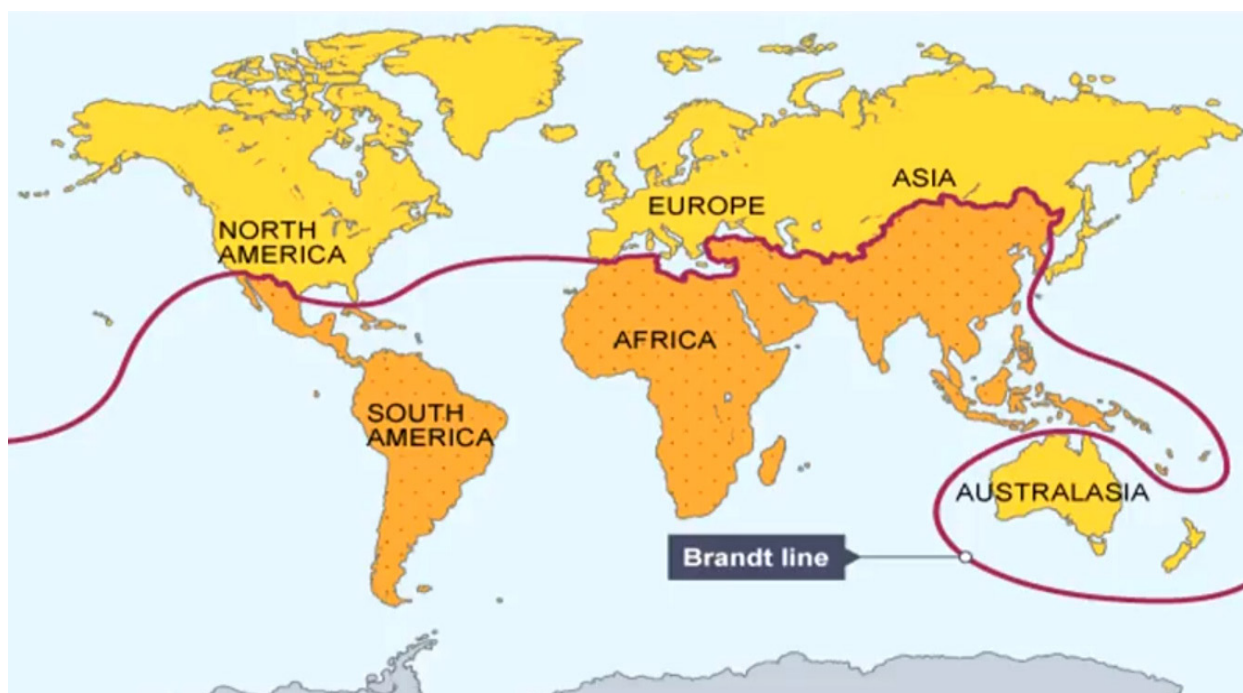 ASIA
EUROPE
NORTH
AMERICA
AFRICA
SOUTH
AMERICA
AUSTRALASIA
Brandt line